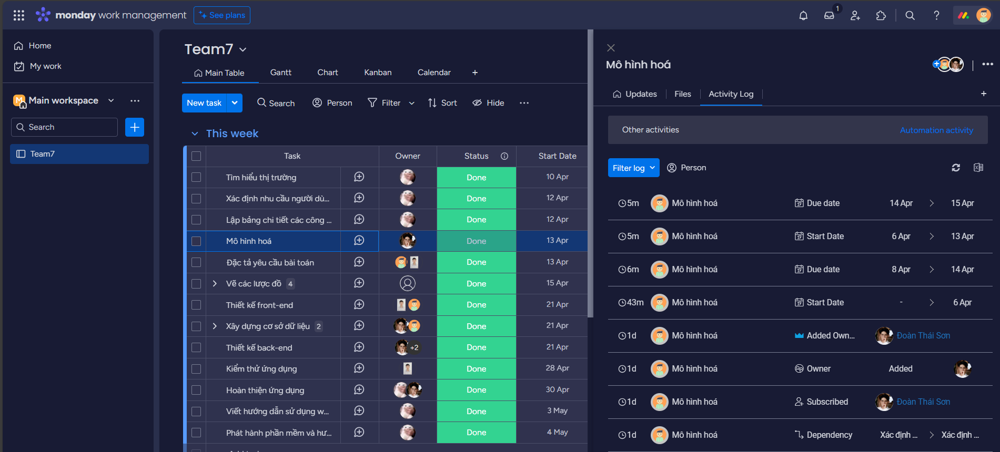 monday work management See plans
1
Home
My work
M Main workspace
Search
Team7
Team7
Main Table Gantt Chart Kanban Calendar
New task Search Person Filter Sort Hide
This week
Task Owner Status Start Date
Tìm hiểu thị trường Done 10 Apr
Xác định nhu cầu người dù... Done 12 Apr
Lập bảng chi tiết các công ... Done 12 Apr
Mô hình hoá Done 13 Apr
Đặc tả yêu cầu bài toán Done 13 Apr
Vẽ các lược đồ 4 Done 15 Apr
Thiết kế front-end Done 21 Apr
Xây dựng cơ sở dữ liệu 2 Done 21 Apr
Thiết kế back-end +2 Done 21 Apr
Kiểm thử ứng dụng Done 28 Apr
Hoàn thiện ứng dụng Done 30 Apr
Viết hướng dẫn sử dụng w... Done 3 May
Phát hành phần mềm và hư... Done 4 May
Mô hình hoá
Updates Files Activity Log
Other activities Automation activity
Filter log Person
5m Mô hình hoá Due date 14 Apr > 15 Apr
5m Mô hình hoá Start Date 6 Apr > 13 Apr
6m Mô hình hoá Due date 8 Apr > 14 Apr
43m Mô hình hoá Start Date - > 6 Apr
1d Mô hình hoá Added Own... Đoàn Thái Sơn
1d Mô hình hoá Owner Added
1d Mô hình hoá Subscribed Đoàn Thái Sơn
1d Mô hình hoá Dependency Xác định ... > Xác định ...